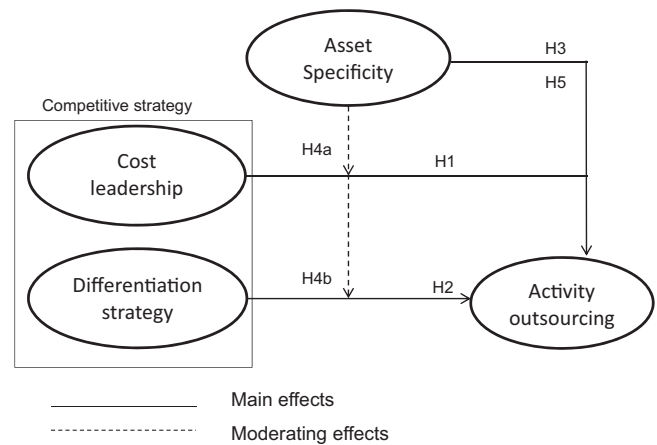 Asset
Specificity
H3
H5
Competitive strategy
H4a
H1
Cost
leadership
Differentiation
strategy
H4b
H2
Activity
outsourcing
Main effects
Moderating effects